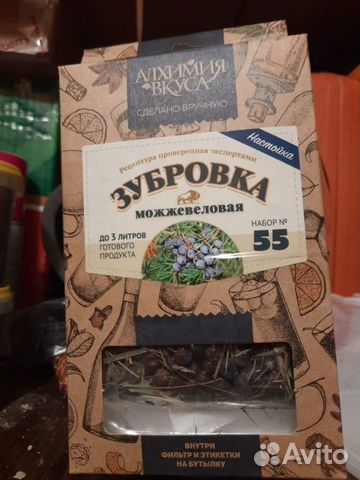 АЛХИМИЯ
ВКУСА
СДЕЛАНО ВРУЧНУЮ
Настойка
Рецептура проверенная экспертами
ЗУБРОВКА
можжевеловая
ДО 3 ЛИТРОВ
ГОТОВОГО
ПРОДУКТА
НАБОР №
55
ВНУТРИ
ФИЛЬТР И ЭТИКЕТКИ
НА БУТЫЛКУ
Avito